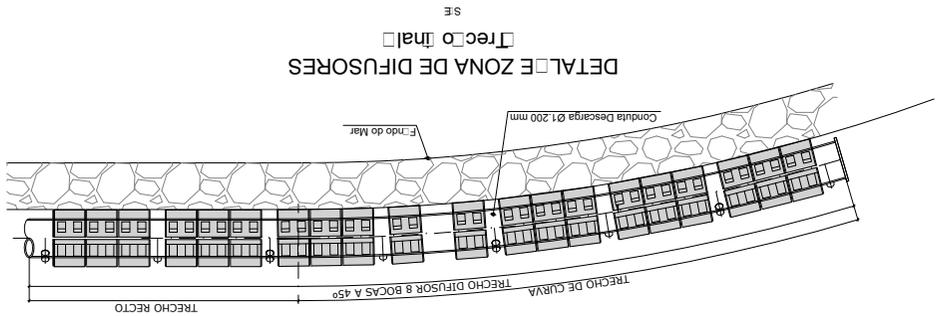 TRECHO DE CURVA
TRECHO RECTO
TRECHO DIFUSOR 8 BOCAS A 45º
Conduta Descarga Ø1.200 mm
F□ndo do Mar
DETAL□E ZONA DE DIFUSORES
□Trec□o □inal□
S□E